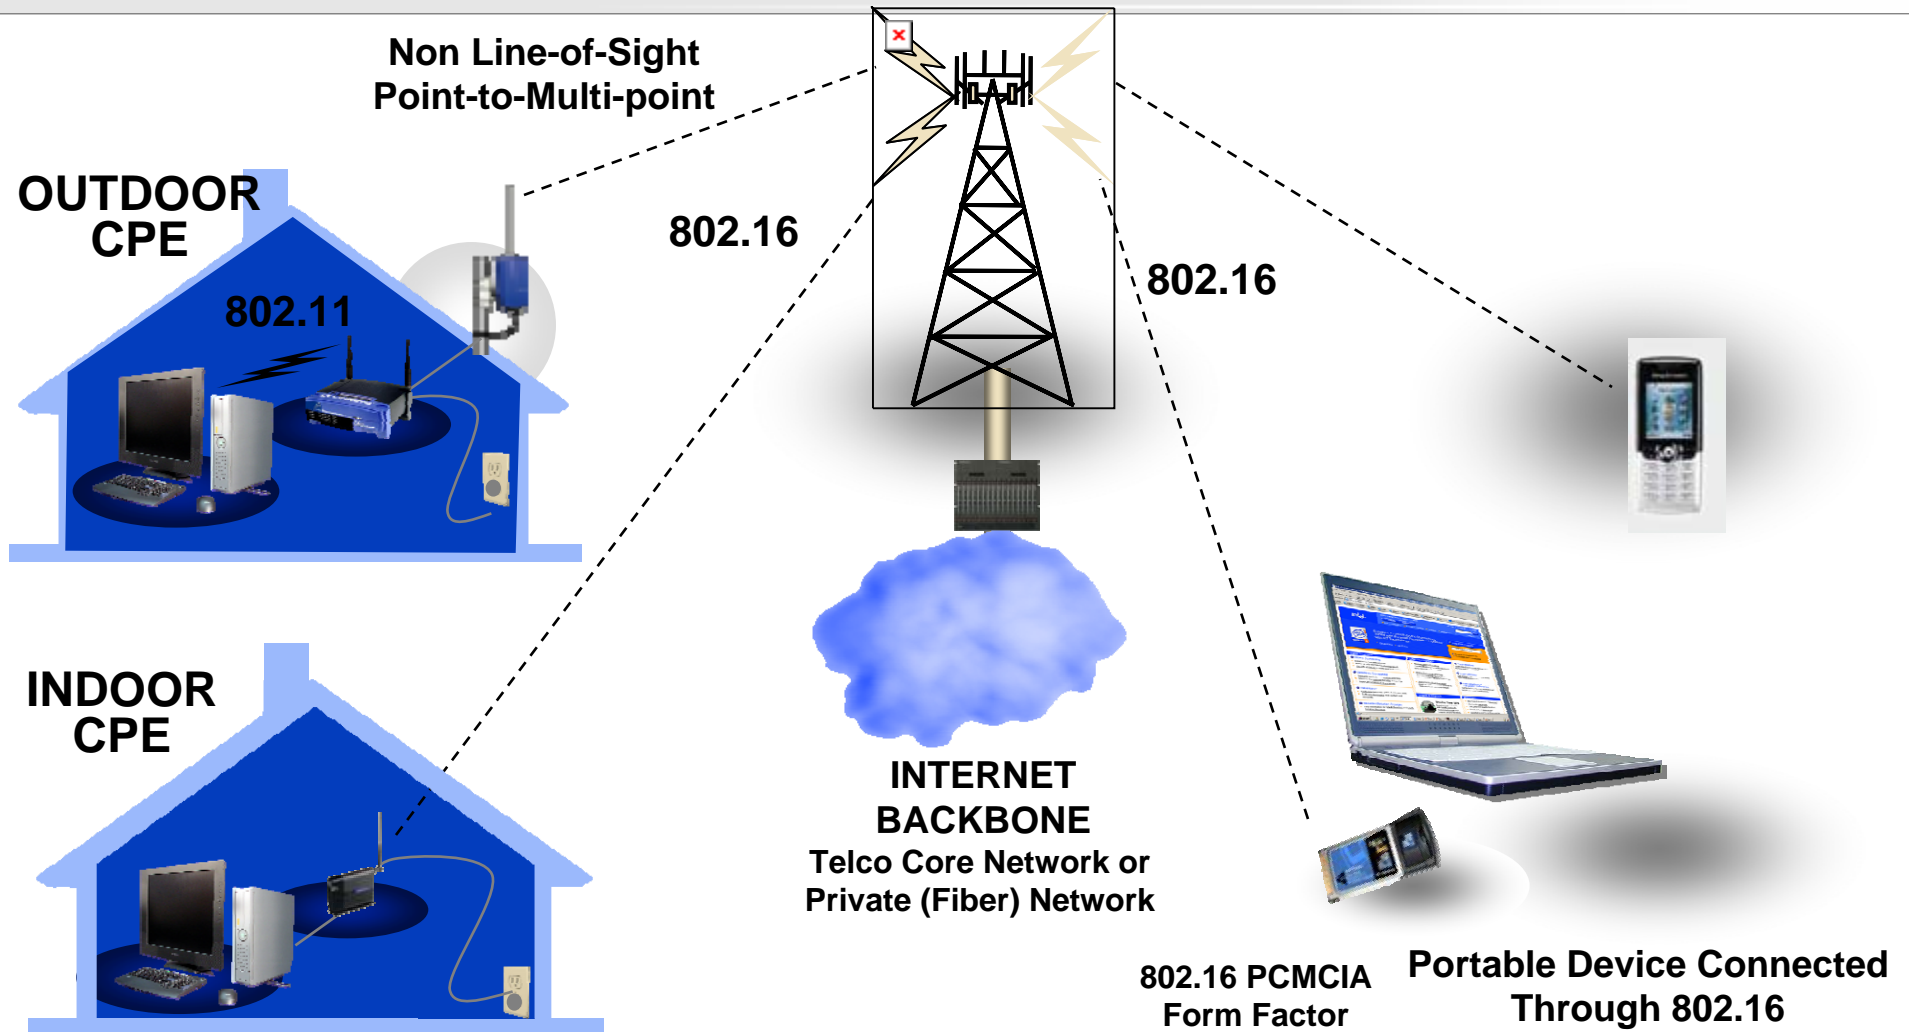 Non Line-of-Sight
Point-to-Multi-point
OUTDOOR
CPE
802.11
802.16
802.16
INDOOR
CPE
INTERNET
BACKBONE
Telco Core Network or
Private (Fiber) Network
802.16 PCMCIA
Form Factor
Portable Device Connected
Through 802.16